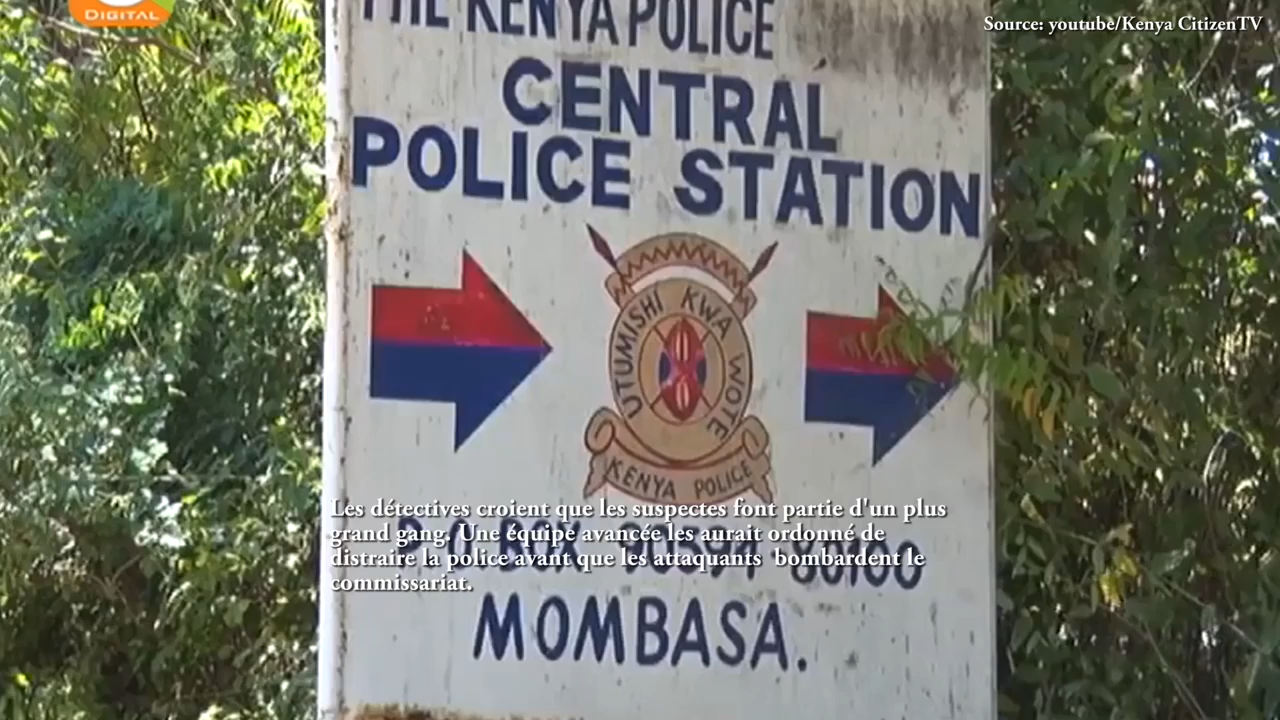 DIGITAL
Source: youtube/Kenya CitizenTV
THE KENYA POLICE
CENTRAL
POLICE STATION
UTUMISHI KWA WOTE
KENYA POLICE
Les détectives croient que les suspectes font partie d'un plus
grand gang. Une équipe avancée les aurait ordonné de
distraire la police avant que les attaquants bombardent le
commissariat.
P. O. BOX
80100
MOMBASA.